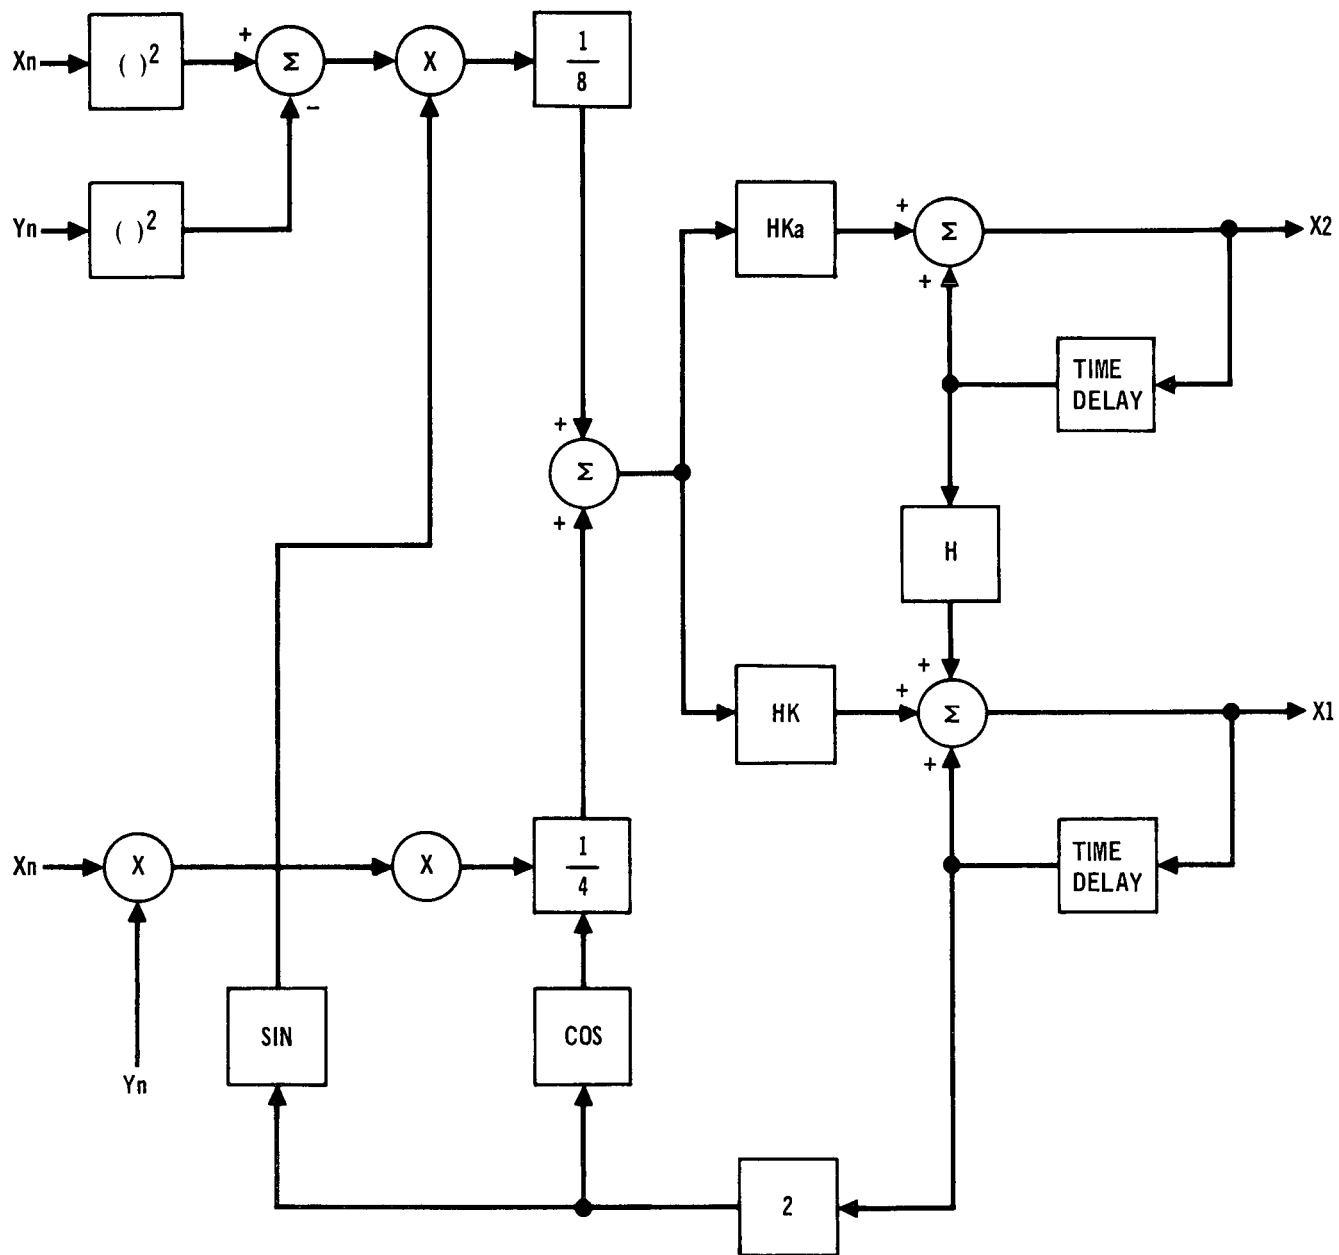 Xn ( )² + Σ X 1/8
−
Yn ( )²
HKa + Σ X2
+
TIME
DELAY
+
Σ
+
H
+
HK + Σ X1
+
Xn X X 1/4
TIME
DELAY
SIN COS
Yn
2